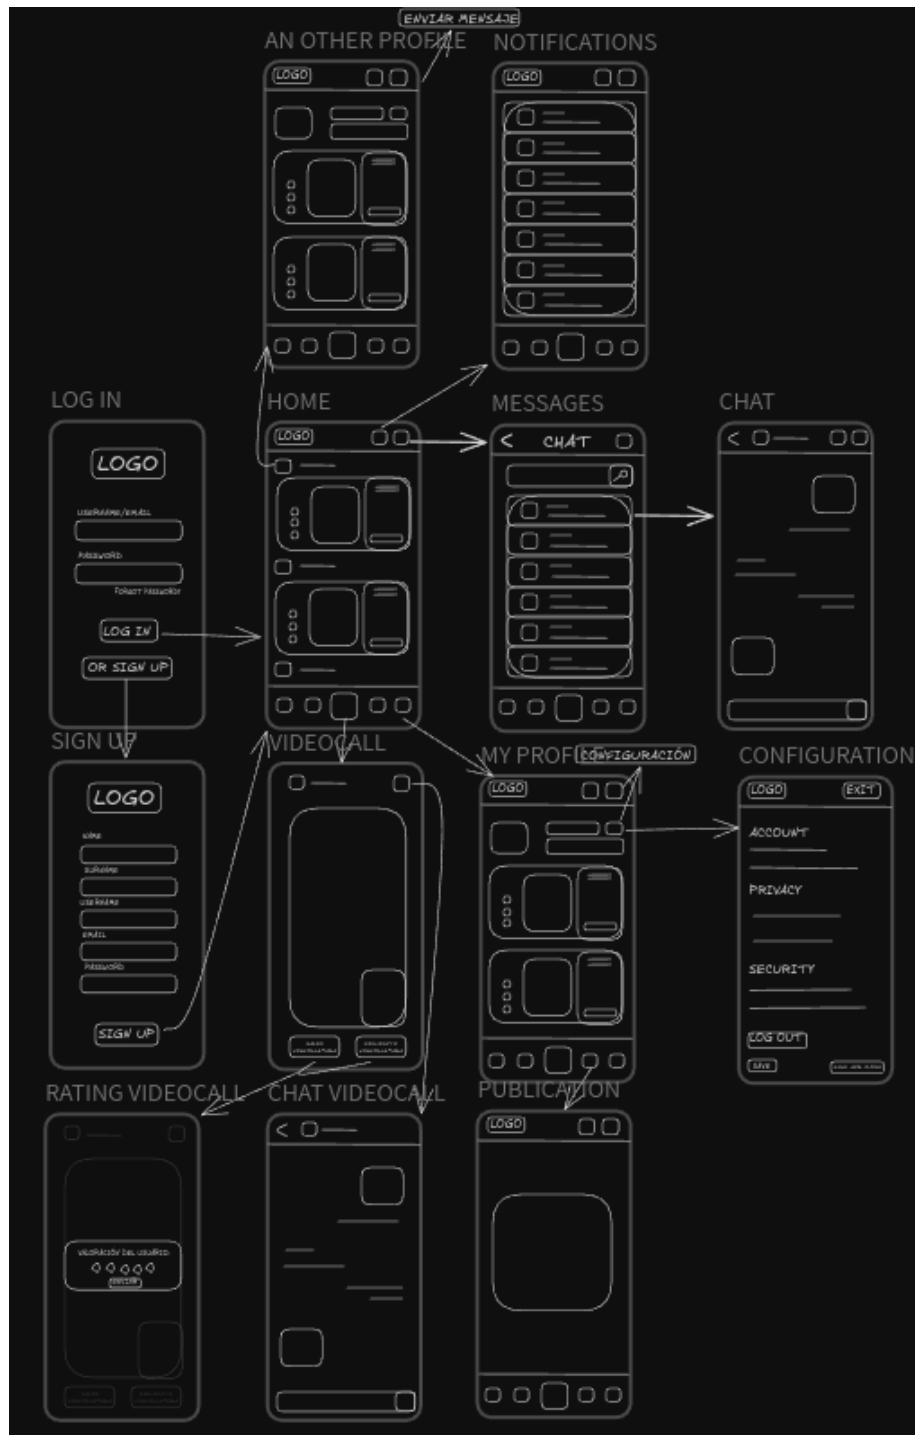 ENVIAR MENSAJE
AN OTHER PROFILE
NOTIFICATIONS
LOGO
LOGO
LOG IN
HOME
MESSAGES
CHAT
LOGO
USERNAME/EMAIL
PASSWORD
FORGOT PASSWORD
LOG IN
OR SIGN UP
LOGO
< CHAT
<
SIGN UP
VIDEOCALL
MY PROFILE
CONFIGURACIÓN
CONFIGURATION
LOGO
NAME
SURNAME
USERNAME
EMAIL
PASSWORD
SIGN UP
LOGO
LOGO
EXIT
ACCOUNT
PRIVACY
SECURITY
LOG OUT
SAVE
RATING VIDEOCALL
CHAT VIDEOCALL
PUBLICATION
VALORACIÓN DEL USUARIO
ENVIAR
<
LOGO